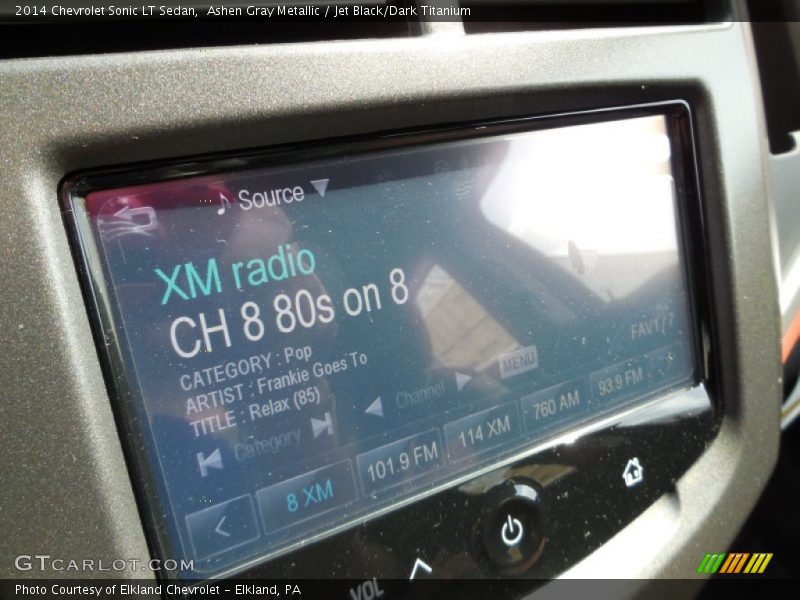 2014 Chevrolet Sonic LT Sedan, Ashen Gray Metallic / Jet Black/Dark Titanium
Source
XM radio
CH 8 80s on 8
CATEGORY : Pop
ARTIST : Frankie Goes To
TITLE : Relax (85)
MENU
FAV1/7
Category
Channel
< 8 XM 101.9 FM 114 XM 760 AM 93.9 FM
VOL
GTCARLOT.COM
Photo Courtesy of Elkland Chevrolet - Elkland, PA